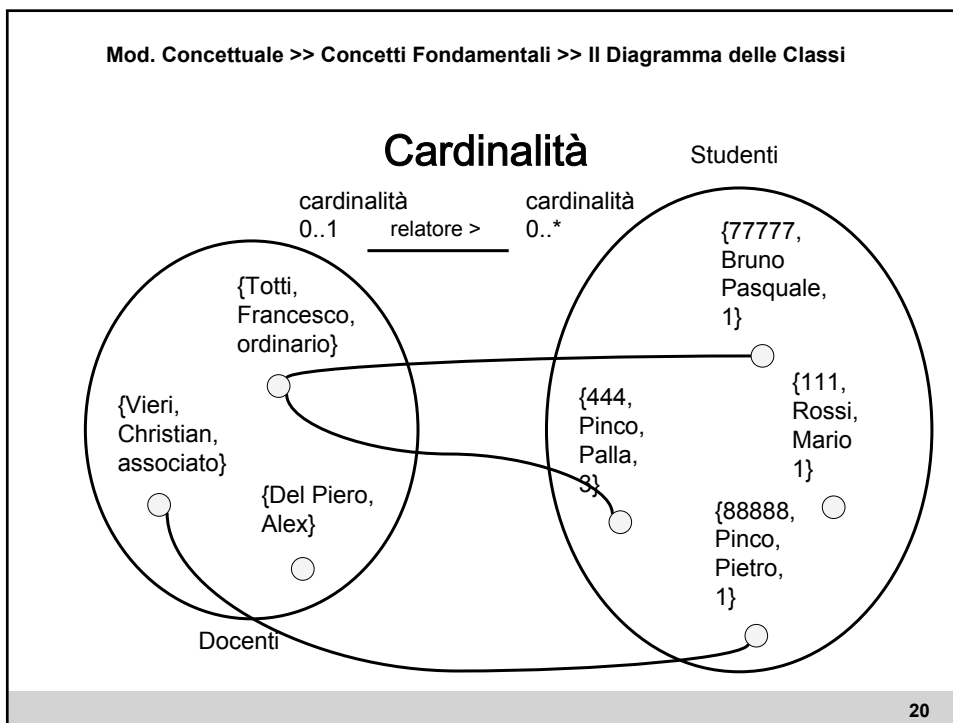 Mod. Concettuale >> Concetti Fondamentali >> Il Diagramma delle Classi
Cardinalità
Studenti
cardinalità
0..1
relatore >
cardinalità
0..*
{77777,
Bruno
Pasquale,
1}
{Totti,
Francesco,
ordinario}
{Vieri,
Christian,
associato}
{Del Piero,
Alex}
{444,
Pinco,
Palla,
3}
{111,
Rossi,
Mario
1}
{88888,
Pinco,
Pietro,
1}
Docenti
20